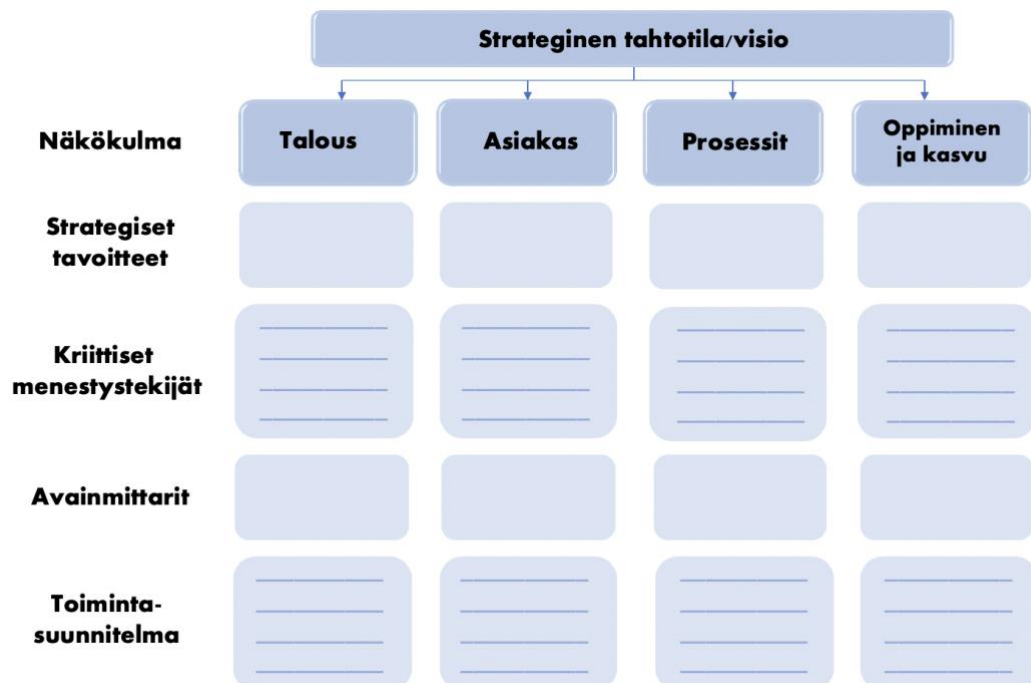 Strateginen tahtotila/visio
Näkökulma
Talous
Asiakas
Prosessit
Oppiminen
ja kasvu
Strategiset
tavoitteet
Kriittiset
menestystekijät
Avainmittarit
Toiminta-
suunnitelma